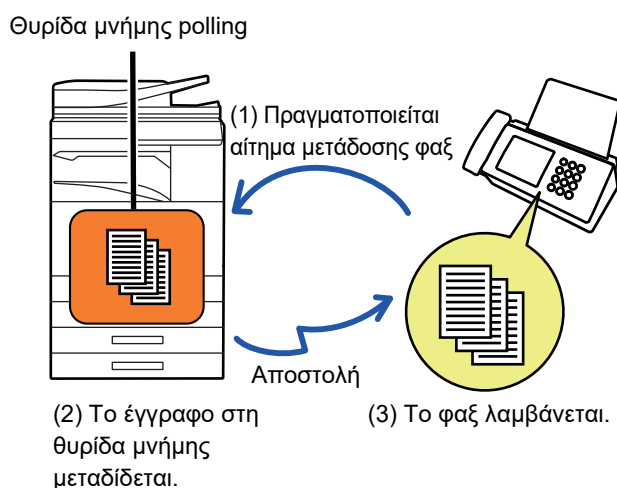 Θυρίδα μνήμης polling
(1) Πραγματοποιείται
αίτημα μετάδοσης φαξ
Αποστολή
(2) Το έγγραφο στη
θυρίδα μνήμης
μεταδίδεται.
(3) Το φαξ λαμβάνεται.